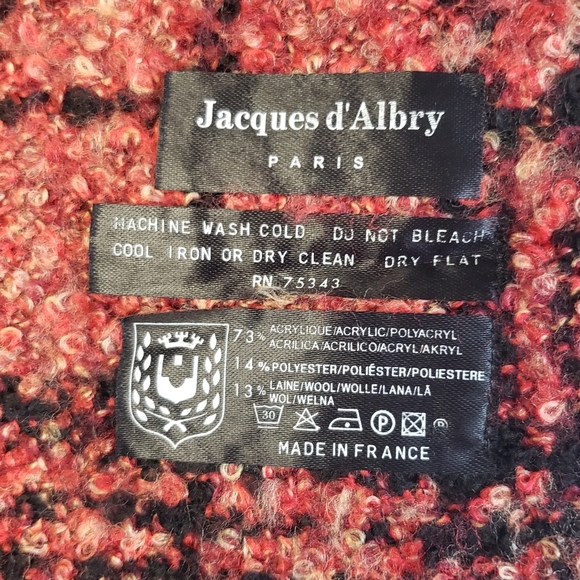 Jacques d'Albry
PARIS
MACHINE WASH COLD DO NOT BLEACH
COOL IRON OR DRY CLEAN DRY FLAT
RN 75343
73% ACRYLIQUE/ACRYLIC/POLYACRYL
ACRILICA/ACRILICO/ACRYL/AKRYL
14% POLYESTER/POLIÉSTER/POLIESTERE
13% LAINE/WOOL/WOLLE/LANA/LÃ
WOL/WELNA
30 P
MADE IN FRANCE